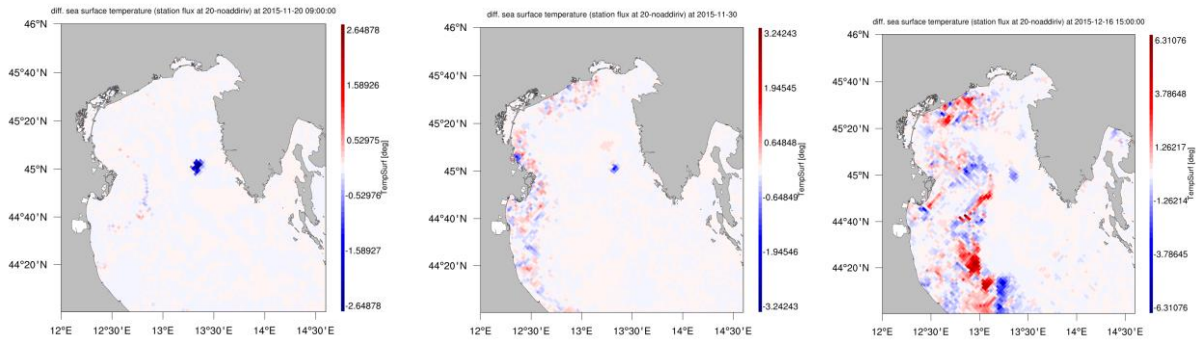 diff. sea surface temperature (station flux at 20-noaddiriv) at 2015-11-20 09:00:00
46°N
45°40'N
45°20'N
45°N
44°40'N
44°20'N
12°E
12°30'E
13°E
13°30'E
14°E
14°30'E
2.64878
1.58926
0.52975
-0.52976
-1.58927
-2.64878
TempSurf [deg]
diff. sea surface temperature (station flux at 20-noaddiriv) at 2015-11-30
46°N
45°40'N
45°20'N
45°N
44°40'N
44°20'N
12°E
12°30'E
13°E
13°30'E
14°E
14°30'E
3.24243
1.94545
0.64848
-0.64849
-1.94546
-3.24243
TempSurf [deg]
diff. sea surface temperature (station flux at 20-noaddiriv) at 2015-12-16 15:00:00
46°N
45°40'N
45°20'N
45°N
44°40'N
44°20'N
12°E
12°30'E
13°E
13°30'E
14°E
14°30'E
6.31076
3.78646
1.26217
-1.26214
-3.78645
-6.31076
TempSurf [deg]